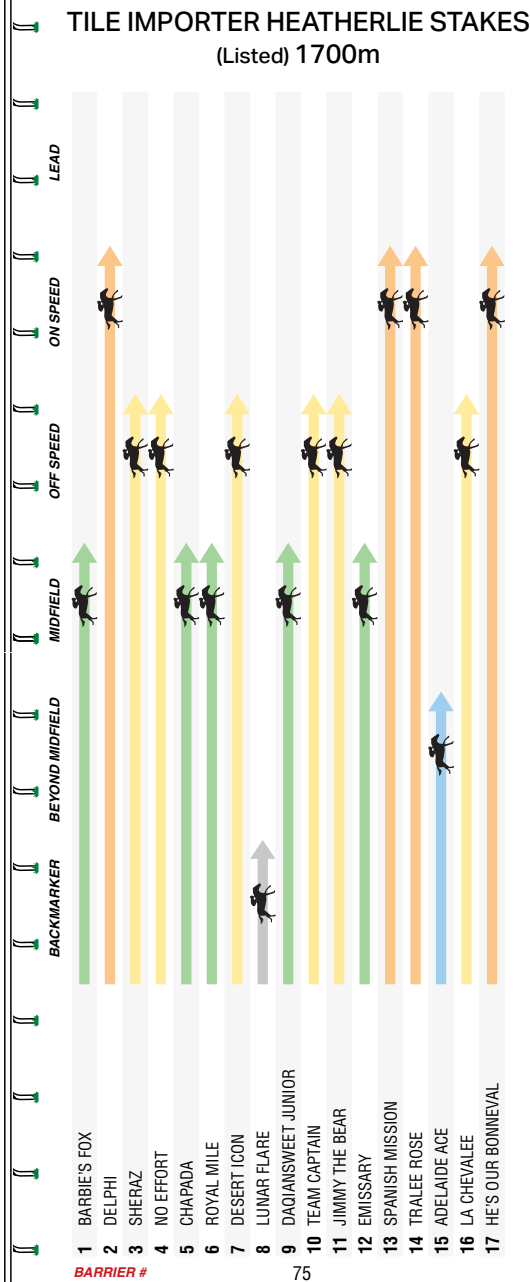 TILE IMPORTER HEATHERLIE STAKES
(Listed) 1700m
LEAD
ON SPEED
OFF SPEED
MIDFIELD
BEYOND MIDFIELD
BACKMARKER
1 BARBIE'S FOX
2 DELPHI
3 SHERAZ
4 NO EFFORT
5 CHAPADA
6 ROYAL MILE
7 DESERT ICON
8 LUNAR FLARE
9 DAQIANSWEET JUNIOR
10 TEAM CAPTAIN
11 JIMMY THE BEAR
12 EMISSARY
13 SPANISH MISSION
14 TRALEE ROSE
15 ADELAIDE ACE
16 LA CHEVALEE
17 HE'S OUR BONNEVAL
BARRIER #
75